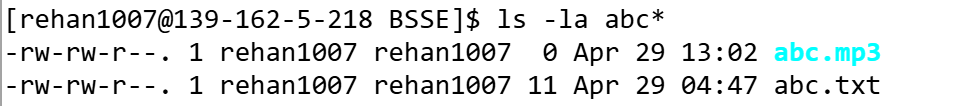 [rehan1007@139-162-5-218 BSSE]$ ls -la abc*
-rw-rw-r--. 1 rehan1007 rehan1007  0 Apr 29 13:02 abc.mp3
-rw-rw-r--. 1 rehan1007 rehan1007 11 Apr 29 04:47 abc.txt